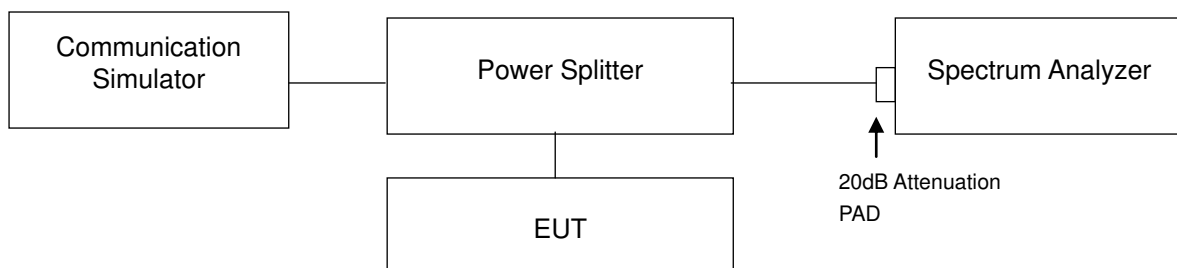 Communication
Simulator
Power Splitter
Spectrum Analyzer
20dB Attenuation
PAD
EUT